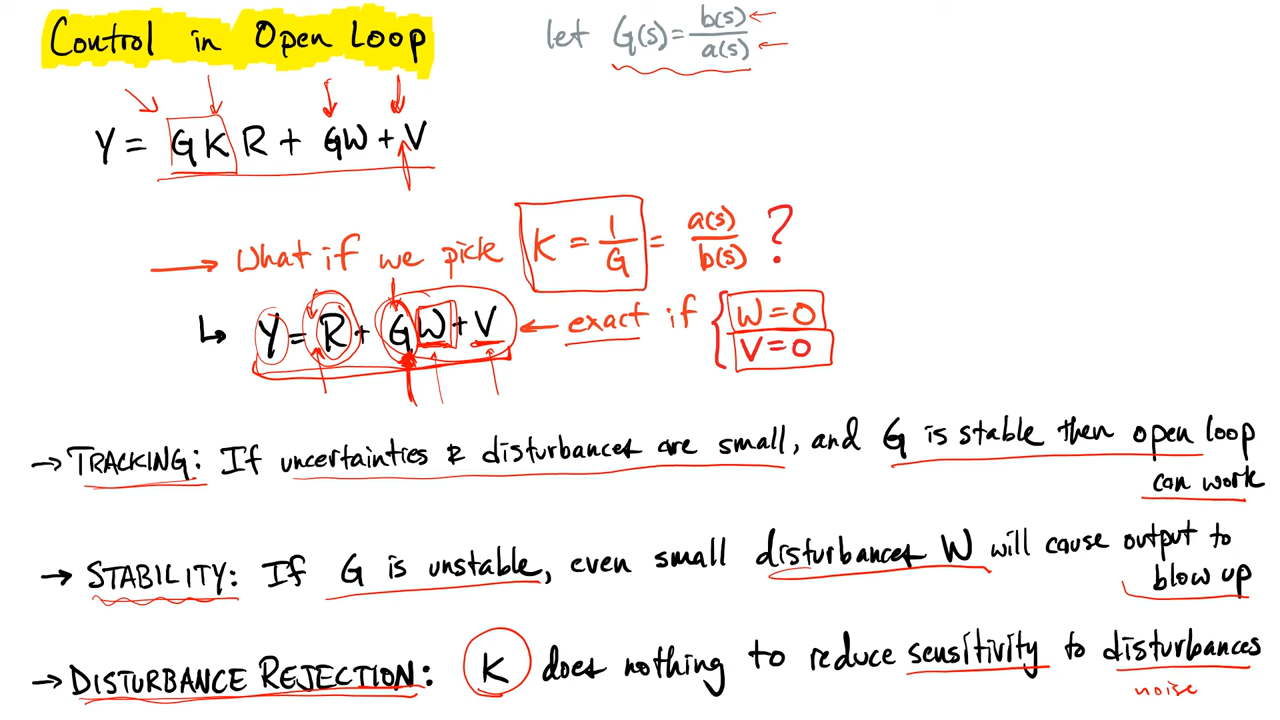 Control in Open Loop
let G(s) = b(s)/a(s)
Y = GKR + GW + V
→ What if we pick K = 1/G = a(s)/b(s) ?
↳ Y = R + GW + V ← exact if { W = 0
V = 0
→ TRACKING: If uncertainties & disturbances are small, and G is stable then open loop
can work
→ STABILITY: If G is unstable, even small disturbances W will cause output to
blow up
→ DISTURBANCE REJECTION: K does nothing to reduce sensitivity to disturbances
noise